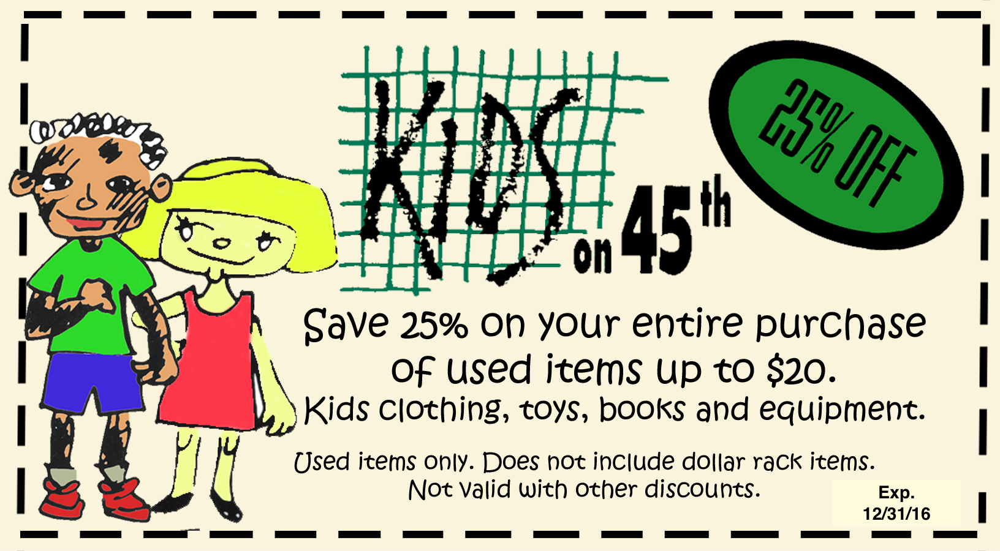 KIDS
on 45th
25% OFF
Save 25% on your entire purchase
of used items up to $20.
Kids clothing, toys, books and equipment.
Used items only. Does not include dollar rack items.
Not valid with other discounts.
Exp.
12/31/16